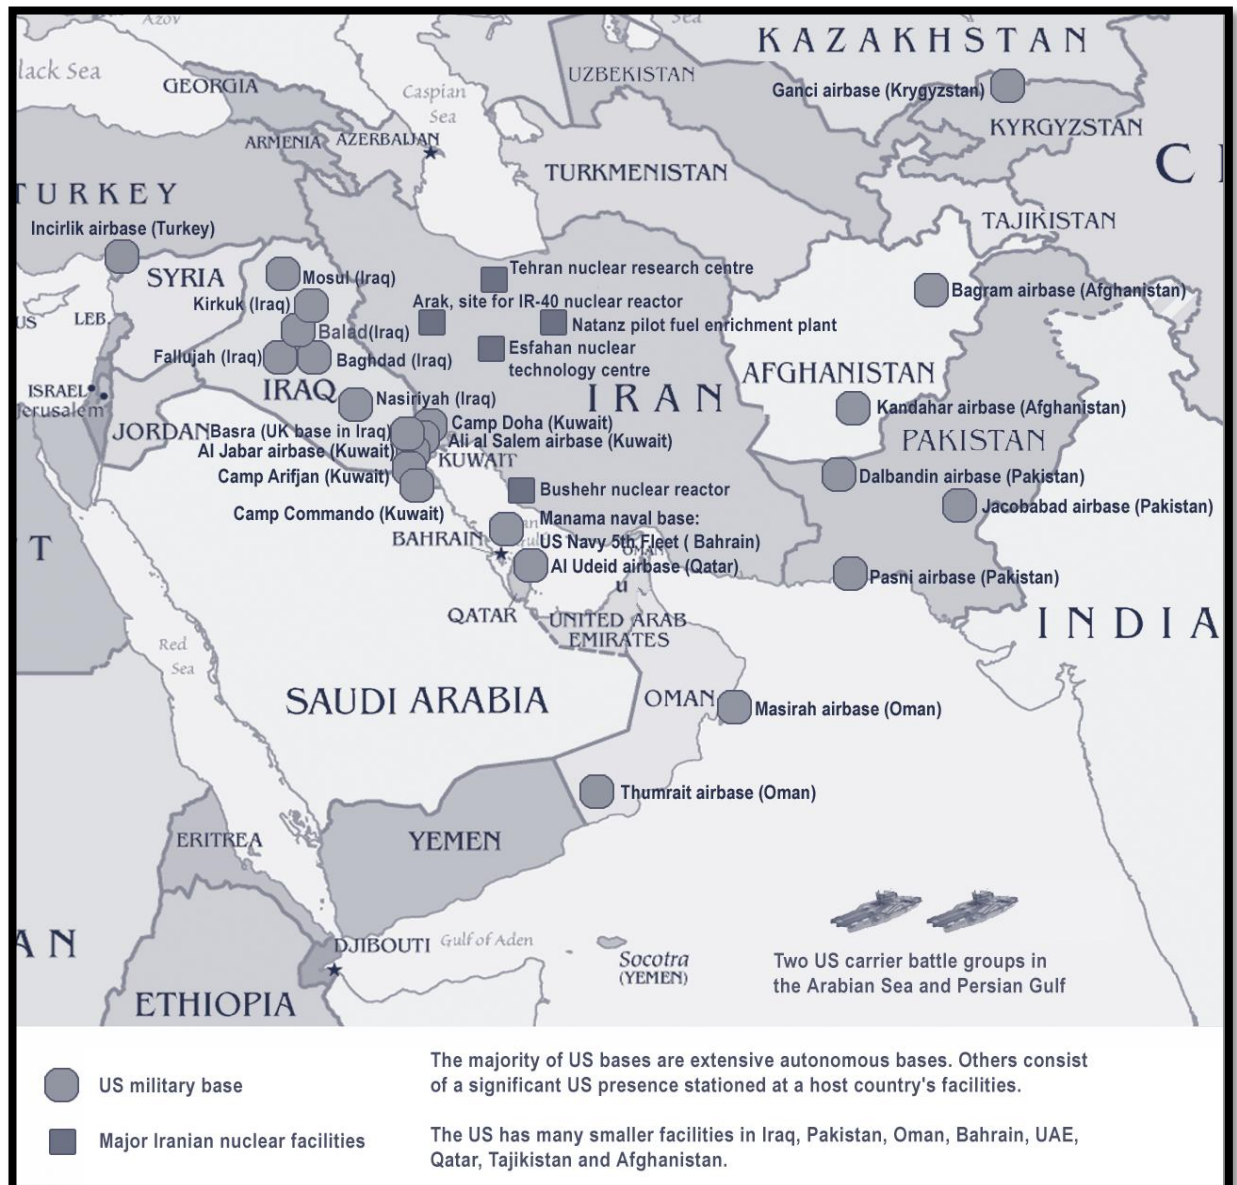 Azov
Sea
KAZAKHSTAN
lack Sea
GEORGIA
UZBEKISTAN
Ganci airbase (Krygyzstan)
Caspian
Sea
ARMENIA
AZERBAIJAN
KYRGYZSTAN
C
TURKMENISTAN
TURKEY
TAJIKISTAN
Incirlik airbase (Turkey)
SYRIA
Mosul (Iraq)
Tehran nuclear research centre
Bagram airbase (Afghanistan)
Kirkuk (Iraq)
Arak, site for IR-40 nuclear reactor
US
LEB.
Balad(Iraq)
Natanz pilot fuel enrichment plant
Fallujah (Iraq)
Baghdad (Iraq)
Esfahan nuclear
technology centre
AFGHANISTAN
ISRAEL
Jerusalem
IRAQ
Nasiriyah (Iraq)
IRAN
Kandahar airbase (Afghanistan)
JORDAN
Basra (UK base in Iraq)
Camp Doha (Kuwait)
PAKISTAN
Al Jabar airbase (Kuwait)
Ali al Salem airbase (Kuwait)
KUWAIT
Camp Arifjan (Kuwait)
Dalbandin airbase (Pakistan)
Bushehr nuclear reactor
Camp Commando (Kuwait)
Jacobabad airbase (Pakistan)
Manama naval base:
US Navy 5th Fleet ( Bahrain)
BAHRAIN
T
OMAN
Al Udeid airbase (Qatar)
Pasni airbase (Pakistan)
u
QATAR
UNITED ARAB
EMIRATES
INDIA
Red
Sea
SAUDI ARABIA
OMAN
Masirah airbase (Oman)
Thumrait airbase (Oman)
ERITREA
YEMEN
AN
DJIBOUTI
Gulf of Aden
Socotra
(YEMEN)
Two US carrier battle groups in
the Arabian Sea and Persian Gulf
ETHIOPIA
US military base
The majority of US bases are extensive autonomous bases. Others consist
of a significant US presence stationed at a host country's facilities.
Major Iranian nuclear facilities
The US has many smaller facilities in Iraq, Pakistan, Oman, Bahrain, UAE,
Qatar, Tajikistan and Afghanistan.